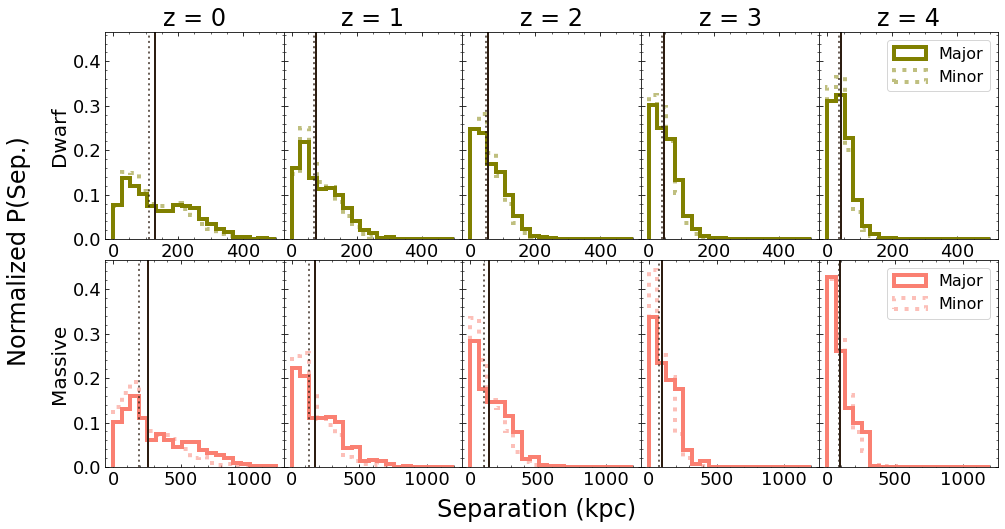 z = 0 z = 1 z = 2 z = 3 z = 4
Normalized P(Sep.)
Dwarf
0.4
0.3
0.2
0.1
0.0
Major
Minor
0 200 400 0 200 400 0 200 400 0 200 400 0 200 400
Massive
0.4
0.3
0.2
0.1
0.0
Major
Minor
0 500 1000 0 500 1000 0 500 1000 0 500 1000 0 500 1000
Separation (kpc)